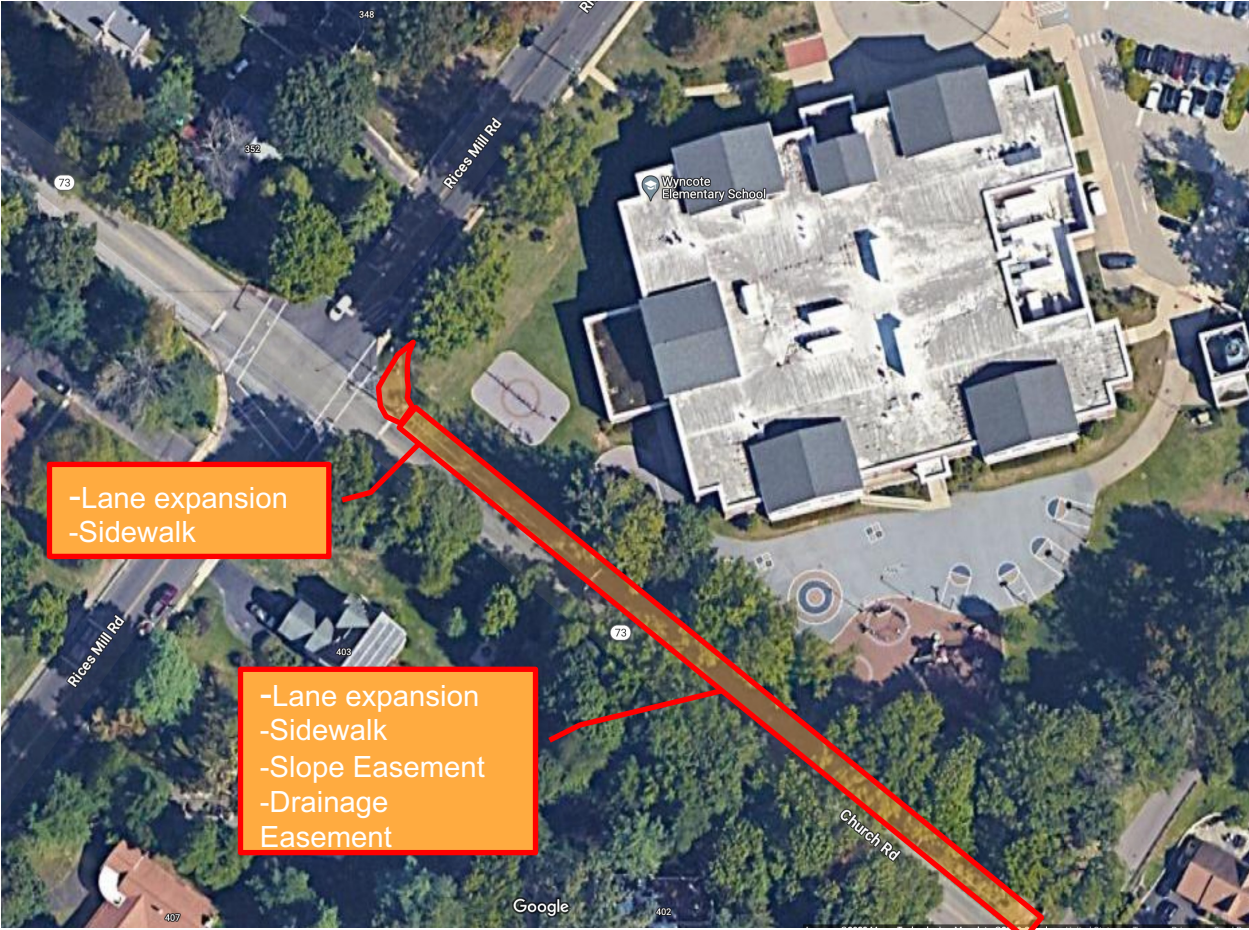 348
Rices Mill Rd
352
73
Wyncote
Elementary School
-Lane expansion
-Sidewalk
73
Rices Mill Rd
403
-Lane expansion
-Sidewalk
-Slope Easement
-Drainage
Easement
Church Rd
Google
402
407